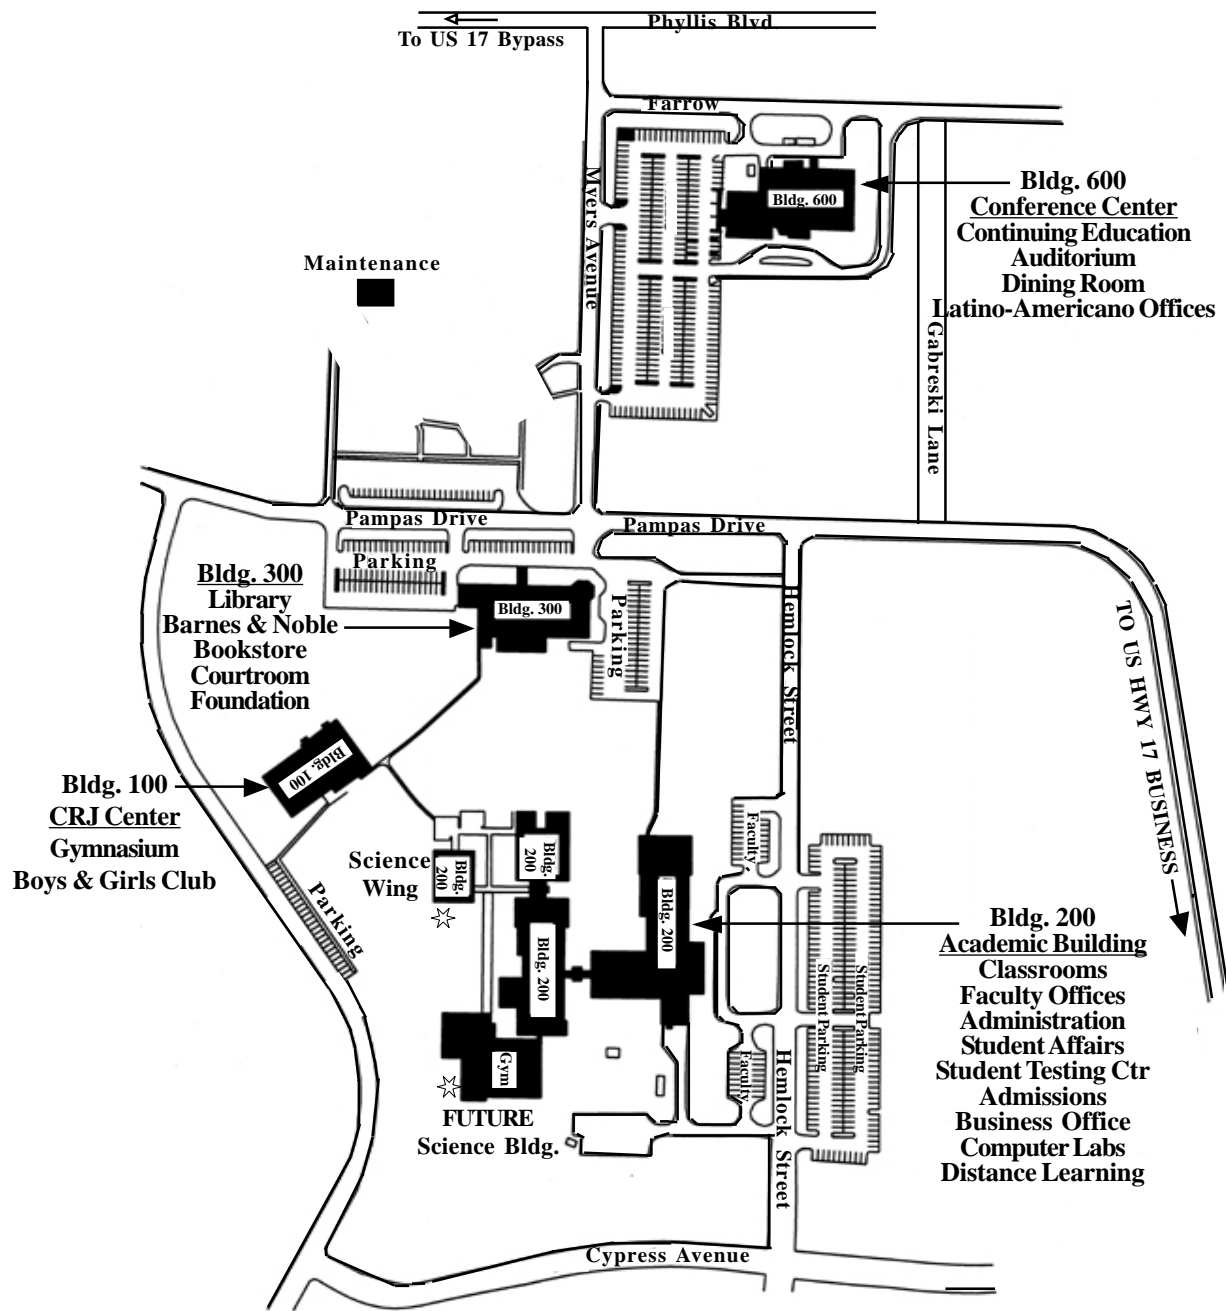 Phyllis Blvd.
To US 17 Bypass
Farrow
Myers Avenue
Bldg. 600
Bldg. 600
Conference Center
Continuing Education
Auditorium
Dining Room
Latino-Americano Offices
Maintenance
Gabreski Lane
Pampas Drive
Pampas Drive
Parking
Bldg. 300
Library
Barnes & Noble
Bookstore
Courtroom
Foundation
Bldg. 300
Parking
Hemlock Street
TO US HWY 17 BUSINESS
Bldg. 100
Bldg. 100
CRJ Center
Gymnasium
Boys & Girls Club
Parking
Science
Wing
Bldg.
200
Bldg.
200
Bldg. 200
Bldg. 200
Faculty
Student Parking
Student Parking
Bldg. 200
Academic Building
Classrooms
Faculty Offices
Administration
Student Affairs
Student Testing Ctr
Admissions
Business Office
Computer Labs
Distance Learning
Gym
Faculty
Hemlock Street
FUTURE
Science Bldg.
Cypress Avenue